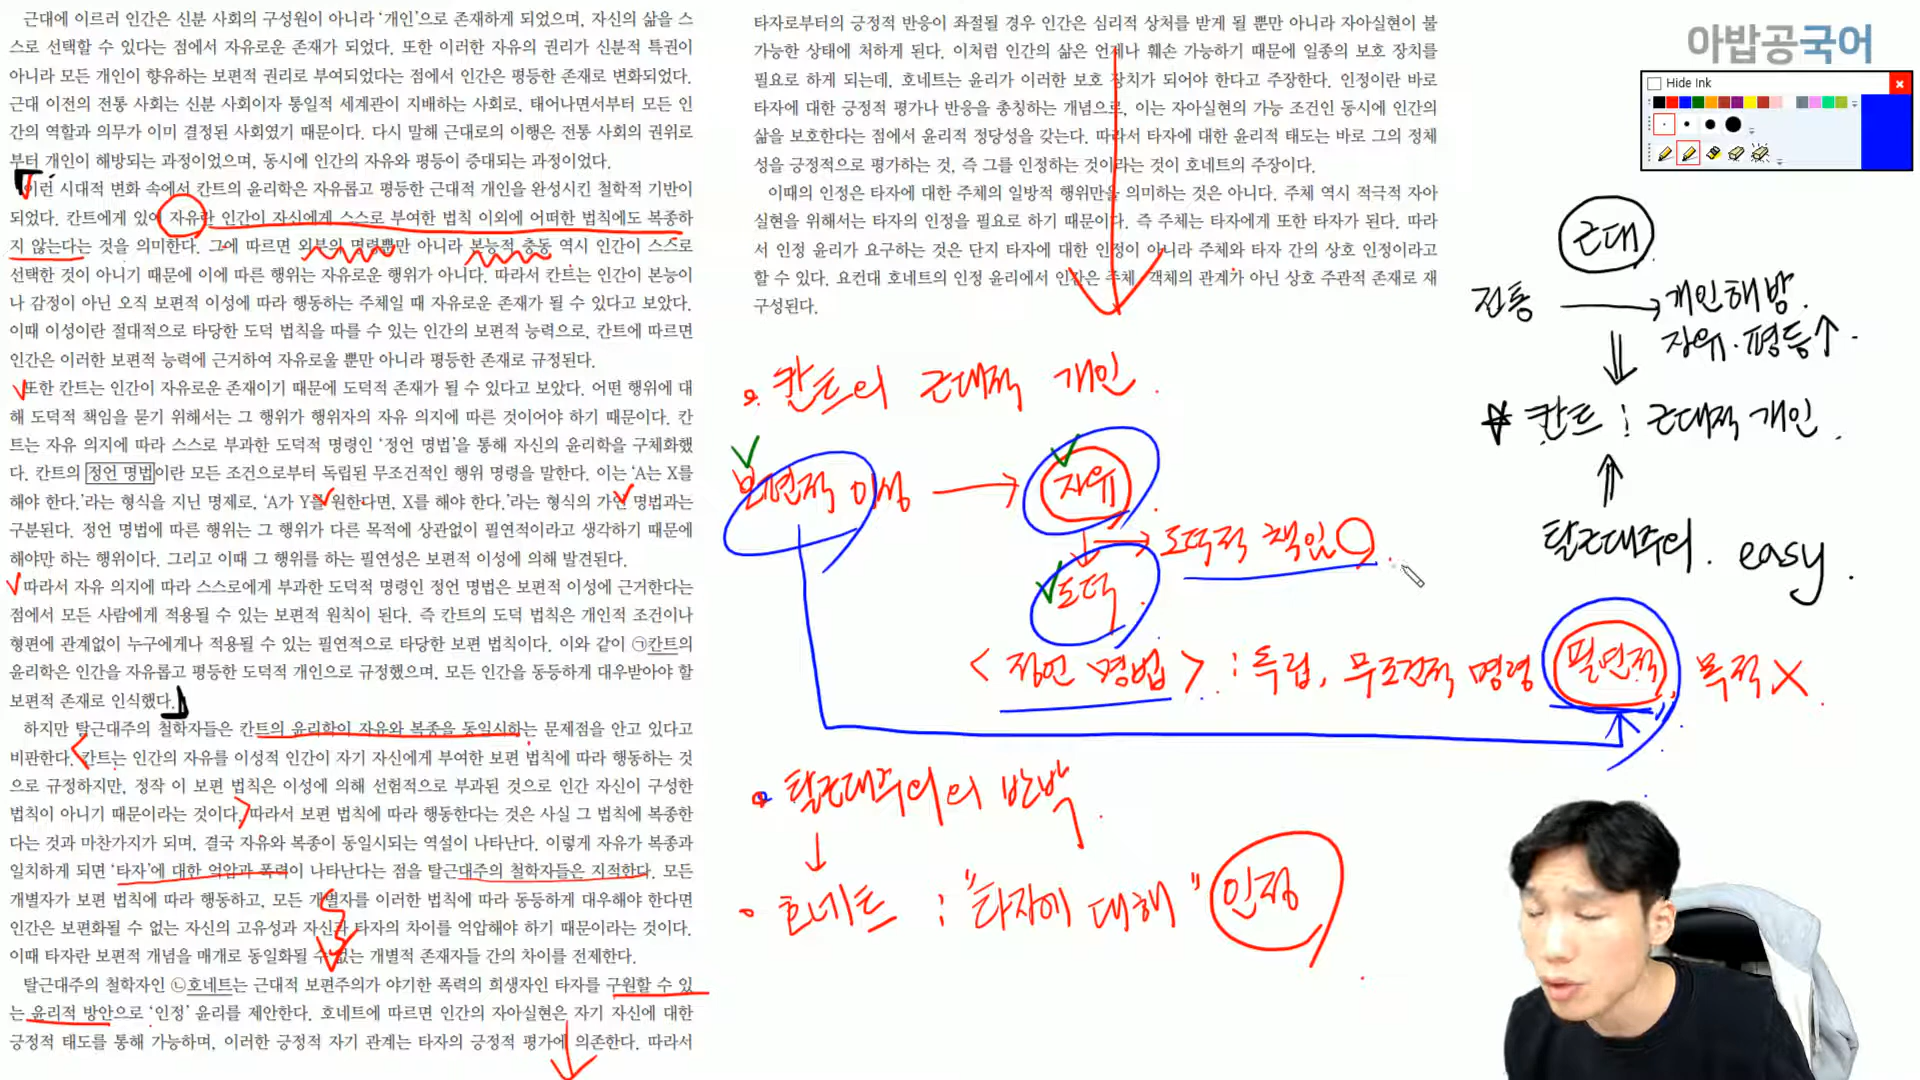 근대에 이르러 인간은 신분 사회의 구성원이 아니라 ‘개인’으로 존재하게 되었으며, 자신의 삶을 스
스로 선택할 수 있다는 점에서 자유로운 존재가 되었다. 또한 이러한 자유의 권리가 신분적 특권이
아니라 모든 개인이 향유하는 보편적 권리로 부여되었다는 점에서 인간은 평등한 존재로 변화되었다.
근대 이전의 전통 사회는 신분 사회이자 통일적 세계관이 지배하는 사회로, 태어나면서부터 모든 인
간의 역할과 의무가 이미 결정된 사회였기 때문이다. 다시 말해 근대로의 이행은 전통 사회의 권위로
부터 개인이 해방되는 과정이었으며, 동시에 인간의 자유와 평등이 증대되는 과정이었다.
이런 시대적 변화 속에서 칸트의 윤리학은 자유롭고 평등한 근대적 개인을 완성시킨 철학적 기반이
되었다. 칸트에게 있어 자유란 인간이 자신에게 스스로 부여한 법칙 이외에 어떠한 법칙에도 복종하
지 않는다는 것을 의미한다. 그에 따르면 외부의 명령뿐만 아니라 본능적 충동 역시 인간이 스스로
선택한 것이 아니기 때문에 이에 따른 행위는 자유로운 행위가 아니다. 따라서 칸트는 인간이 본능이
나 감정이 아닌 오직 보편적 이성에 따라 행동하는 주체일 때 자유로운 존재가 될 수 있다고 보았다.
이때 이성이란 절대적으로 타당한 도덕 법칙을 따를 수 있는 인간의 보편적 능력으로, 칸트에 따르면
인간은 이러한 보편적 능력에 근거하여 자유로울 뿐만 아니라 평등한 존재로 규정된다.
또한 칸트는 인간이 자유로운 존재이기 때문에 도덕적 존재가 될 수 있다고 보았다. 어떤 행위에 대
해 도덕적 책임을 묻기 위해서는 그 행위가 행위자의 자유 의지에 따른 것이어야 하기 때문이다. 칸
트는 자유 의지에 따라 스스로 부과한 도덕적 명령인 ‘정언 명법’을 통해 자신의 윤리학을 구체화했
다. 칸트의 정언 명법이란 모든 조건으로부터 독립된 무조건적인 행위 명령을 말한다. 이는 ‘A는 X를
해야 한다.’라는 형식을 지닌 명제로, ‘A가 Y를 원한다면, X를 해야 한다.’라는 형식의 가언 명법과는
구분된다. 정언 명법에 따른 행위는 그 행위가 다른 목적에 상관없이 필연적이라고 생각하기 때문에
해야만 하는 행위이다. 그리고 이때 그 행위를 하는 필연성은 보편적 이성에 의해 발견된다.
따라서 자유 의지에 따라 스스로에게 부과한 도덕적 명령인 정언 명법은 보편적 이성에 근거한다는
점에서 모든 사람에게 적용될 수 있는 보편적 원칙이 된다. 즉 칸트의 도덕 법칙은 개인적 조건이나
형편에 관계없이 누구에게나 적용될 수 있는 필연적으로 타당한 보편 법칙이다. 이와 같이 ㉠칸트의
윤리학은 인간을 자유롭고 평등한 도덕적 개인으로 규정했으며, 모든 인간을 동등하게 대우받아야 할
보편적 존재로 인식했다.
하지만 탈근대주의 철학자들은 칸트의 윤리학이 자유와 복종을 동일시하는 문제점을 안고 있다고
비판한다. 칸트는 인간의 자유를 이성적 인간이 자기 자신에게 부여한 보편 법칙에 따라 행동하는 것
으로 규정하지만, 정작 이 보편 법칙은 이성에 의해 선험적으로 부과된 것으로 인간 자신이 구성한
법칙이 아니기 때문이라는 것이다. 따라서 보편 법칙에 따라 행동한다는 것은 사실 그 법칙에 복종한
다는 것과 마찬가지가 되며, 결국 자유와 복종이 동일시되는 역설이 나타난다. 이렇게 자유가 복종과
일치하게 되면 ‘타자’에 대한 억압과 폭력이 나타난다는 점을 탈근대주의 철학자들은 지적한다. 모든
개별자가 보편 법칙에 따라 행동하고, 모든 개별자를 이러한 법칙에 따라 동등하게 대우해야 한다면
인간은 보편화될 수 없는 자신의 고유성과 자신과 타자의 차이를 억압해야 하기 때문이라는 것이다.
이때 타자란 보편적 개념을 매개로 동일화될 수 없는 개별적 존재자들 간의 차이를 전제한다.
탈근대주의 철학자인 ㉡호네트는 근대적 보편주의가 야기한 폭력의 희생자인 타자를 구원할 수 있
는 윤리적 방안으로 ‘인정’ 윤리를 제안한다. 호네트에 따르면 인간의 자아실현은 자기 자신에 대한
긍정적 태도를 통해 가능하며, 이러한 긍정적 자기 관계는 타자의 긍정적 평가에 의존한다. 따라서
타자로부터의 긍정적 반응이 좌절될 경우 인간은 심리적 상처를 받게 될 뿐만 아니라 자아실현이 불
가능한 상태에 처하게 된다. 이처럼 인간의 삶은 언제나 훼손 가능하기 때문에 일종의 보호 장치를
필요로 하게 되는데, 호네트는 윤리가 이러한 보호 장치가 되어야 한다고 주장한다. 인정이란 바로
타자에 대한 긍정적 평가나 반응을 총칭하는 개념으로, 이는 자아실현의 가능 조건인 동시에 인간의
삶을 보호한다는 점에서 윤리적 정당성을 갖는다. 따라서 타자에 대한 윤리적 태도는 바로 그의 정체
성을 긍정적으로 평가하는 것, 즉 그를 인정하는 것이라는 것이 호네트의 주장이다.
이때의 인정은 타자에 대한 주체의 일방적 행위만을 의미하는 것은 아니다. 주체 역시 적극적 자아
실현을 위해서는 타자의 인정을 필요로 하기 때문이다. 즉 주체는 타자에게 또한 타자가 된다. 따라
서 인정 윤리가 요구하는 것은 단지 타자에 대한 인정이 아니라 주체와 타자 간의 상호 인정이라고
할 수 있다. 요컨대 호네트의 인정 윤리에서 인간은 주체-객체의 관계가 아닌 상호 주관적 존재로 재
구성된다.
칸트의 근대적 개인.
보편적 이성 → 자유
→ 도덕적 책임 O.
도덕
<정언 명법> : 독립, 무조건적 명령 필연적, 목적 X
탈근대주의의 반박
호네트 : "타자에 대해" 인정
아밥공국어
Hide Ink
근대
전통 → 개인해방.
자유·평등↑.
칸트 : 근대적 개인
탈근대주의. easy.